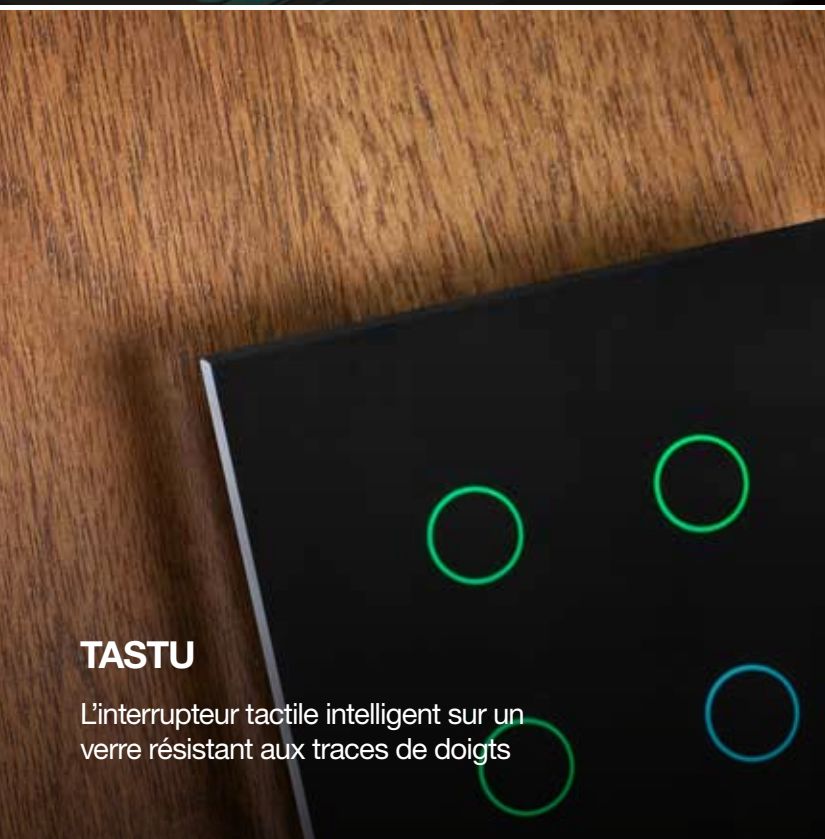 TASTU
L’interrupteur tactile intelligent sur un
verre résistant aux traces de doigts